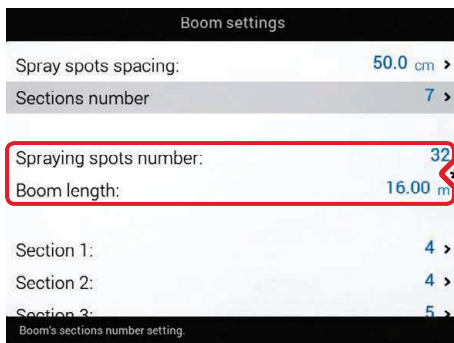 Boom settings
Spray spots spacing: 50.0 cm >
Sections number 7 >
Spraying spots number: 32
Boom length: 16.00 m
*
Section 1: 4 >
Section 2: 4 >
Section 3: 5 >
Boom's sections number setting.